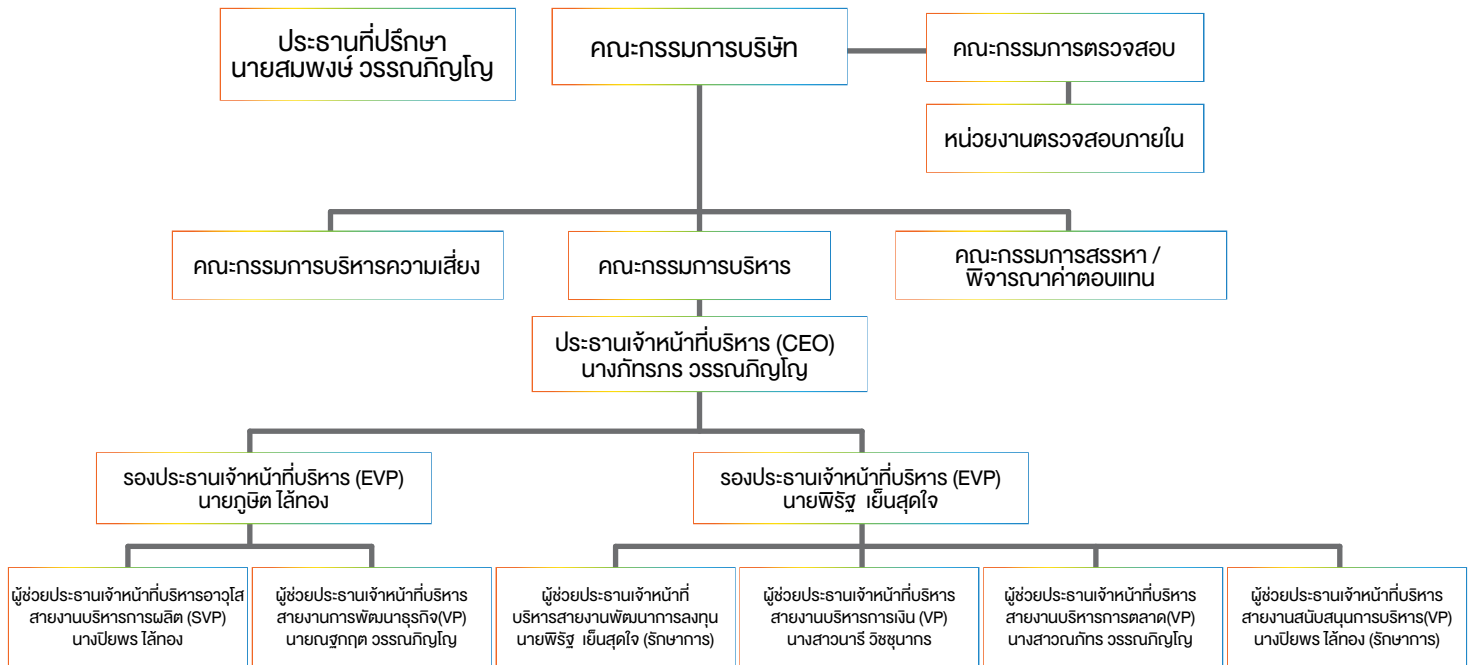 ประธานที่ปรึกษา
นายสมพงษ์ วรรณภิญโญ
คณะกรรมการบริษัท
คณะกรรมการตรวจสอบ
หน่วยงานตรวจสอบภายใน
คณะกรรมการบริหารความเสี่ยง
คณะกรรมการบริหาร
คณะกรรมการสรรหา /
พิจารณาค่าตอบแทน
ประธานเจ้าหน้าที่บริหาร (CEO)
นางภัทรภร วรรณภิญโญ
รองประธานเจ้าหน้าที่บริหาร (EVP)
นายภูษิต ไล้ทอง
รองประธานเจ้าหน้าที่บริหาร (EVP)
นายพิรัฐ เย็นสุดใจ
ผู้ช่วยประธานเจ้าหน้าที่บริหารอาวุโส
สายงานบริหารการผลิต (SVP)
นางปิยพร ไล้ทอง
ผู้ช่วยประธานเจ้าหน้าที่บริหาร
สายงานการพัฒนาธุรกิจ(VP)
นายณฐกฤต วรรณภิญโญ
ผู้ช่วยประธานเจ้าหน้าที่
บริหารสายงานพัฒนาการลงทุน
นายพิรัฐ เย็นสุดใจ (รักษาการ)
ผู้ช่วยประธานเจ้าหน้าที่บริหาร
สายงานบริหารการเงิน (VP)
นางสาวนารี วิชชุนากร
ผู้ช่วยประธานเจ้าหน้าที่บริหาร
สายงานบริหารการตลาด(VP)
นางสาวณภัทร วรรณภิญโญ
ผู้ช่วยประธานเจ้าหน้าที่บริหาร
สายงานสนับสนุนการบริหาร(VP)
นางปิยพร ไล้ทอง (รักษาการ)